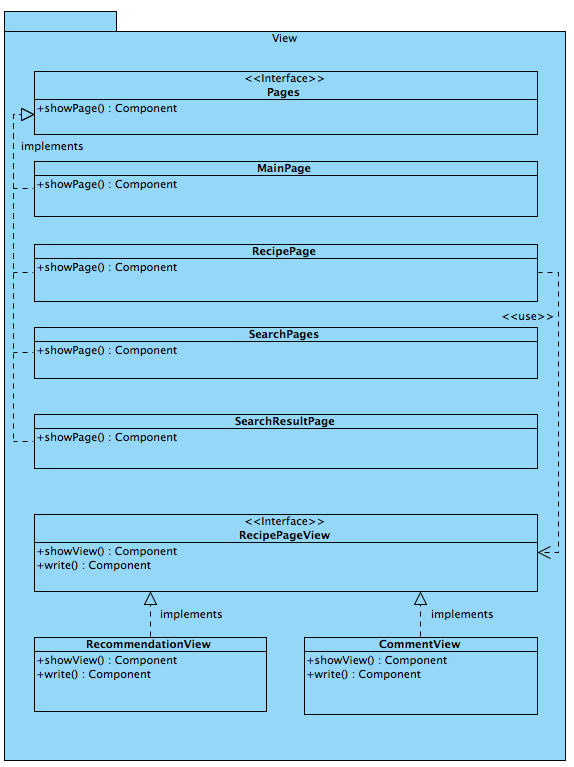 View
<<Interface>>
Pages
+showPage() : Component
implements
MainPage
+showPage() : Component
RecipePage
+showPage() : Component
<<use>>
SearchPages
+showPage() : Component
SearchResultPage
+showPage() : Component
<<Interface>>
RecipePageView
+showView() : Component
+write() : Component
implements
implements
RecommendationView
+showView() : Component
+write() : Component
CommentView
+showView() : Component
+write() : Component